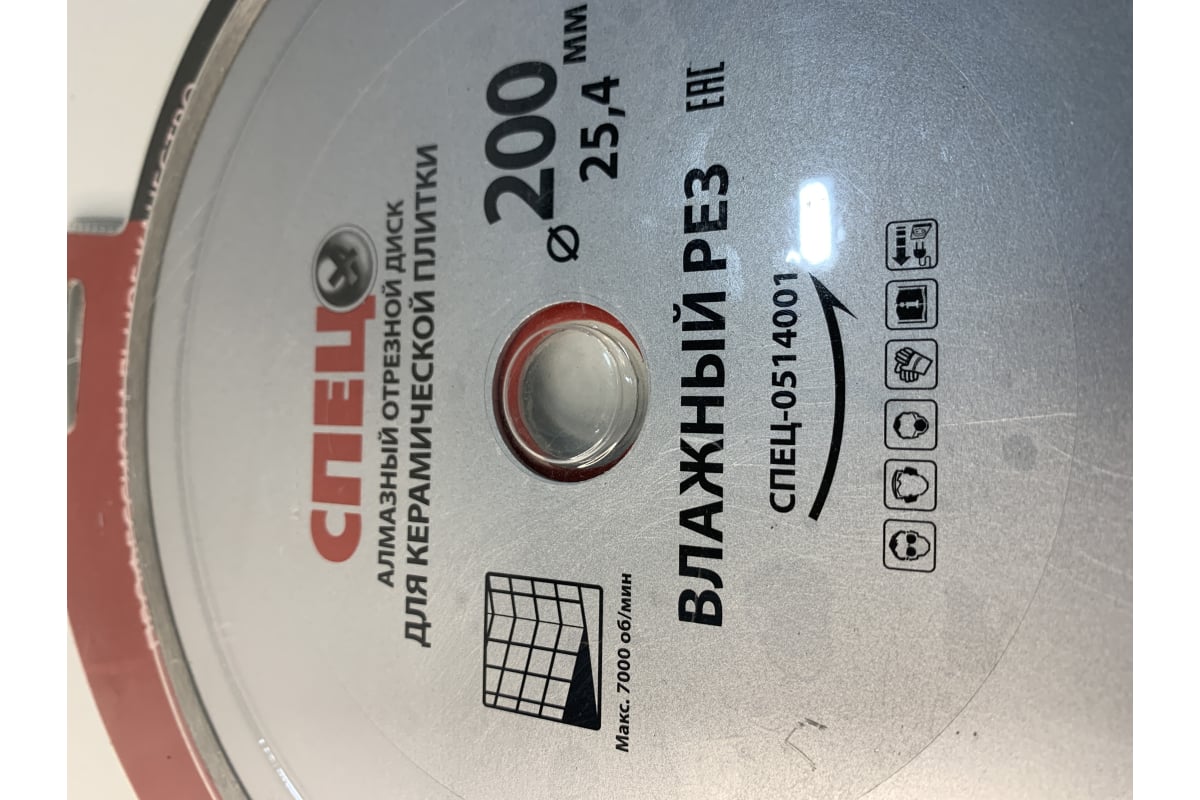 СПЕЦ
АЛМАЗНЫЙ ОТРЕЗНОЙ ДИСК
ДЛЯ КЕРАМИЧЕСКОЙ ПЛИТКИ
Ø 200
25,4 мм
Макс. 7000 об/мин
ВЛАЖНЫЙ РЕЗ EAC
СПЕЦ-0514001